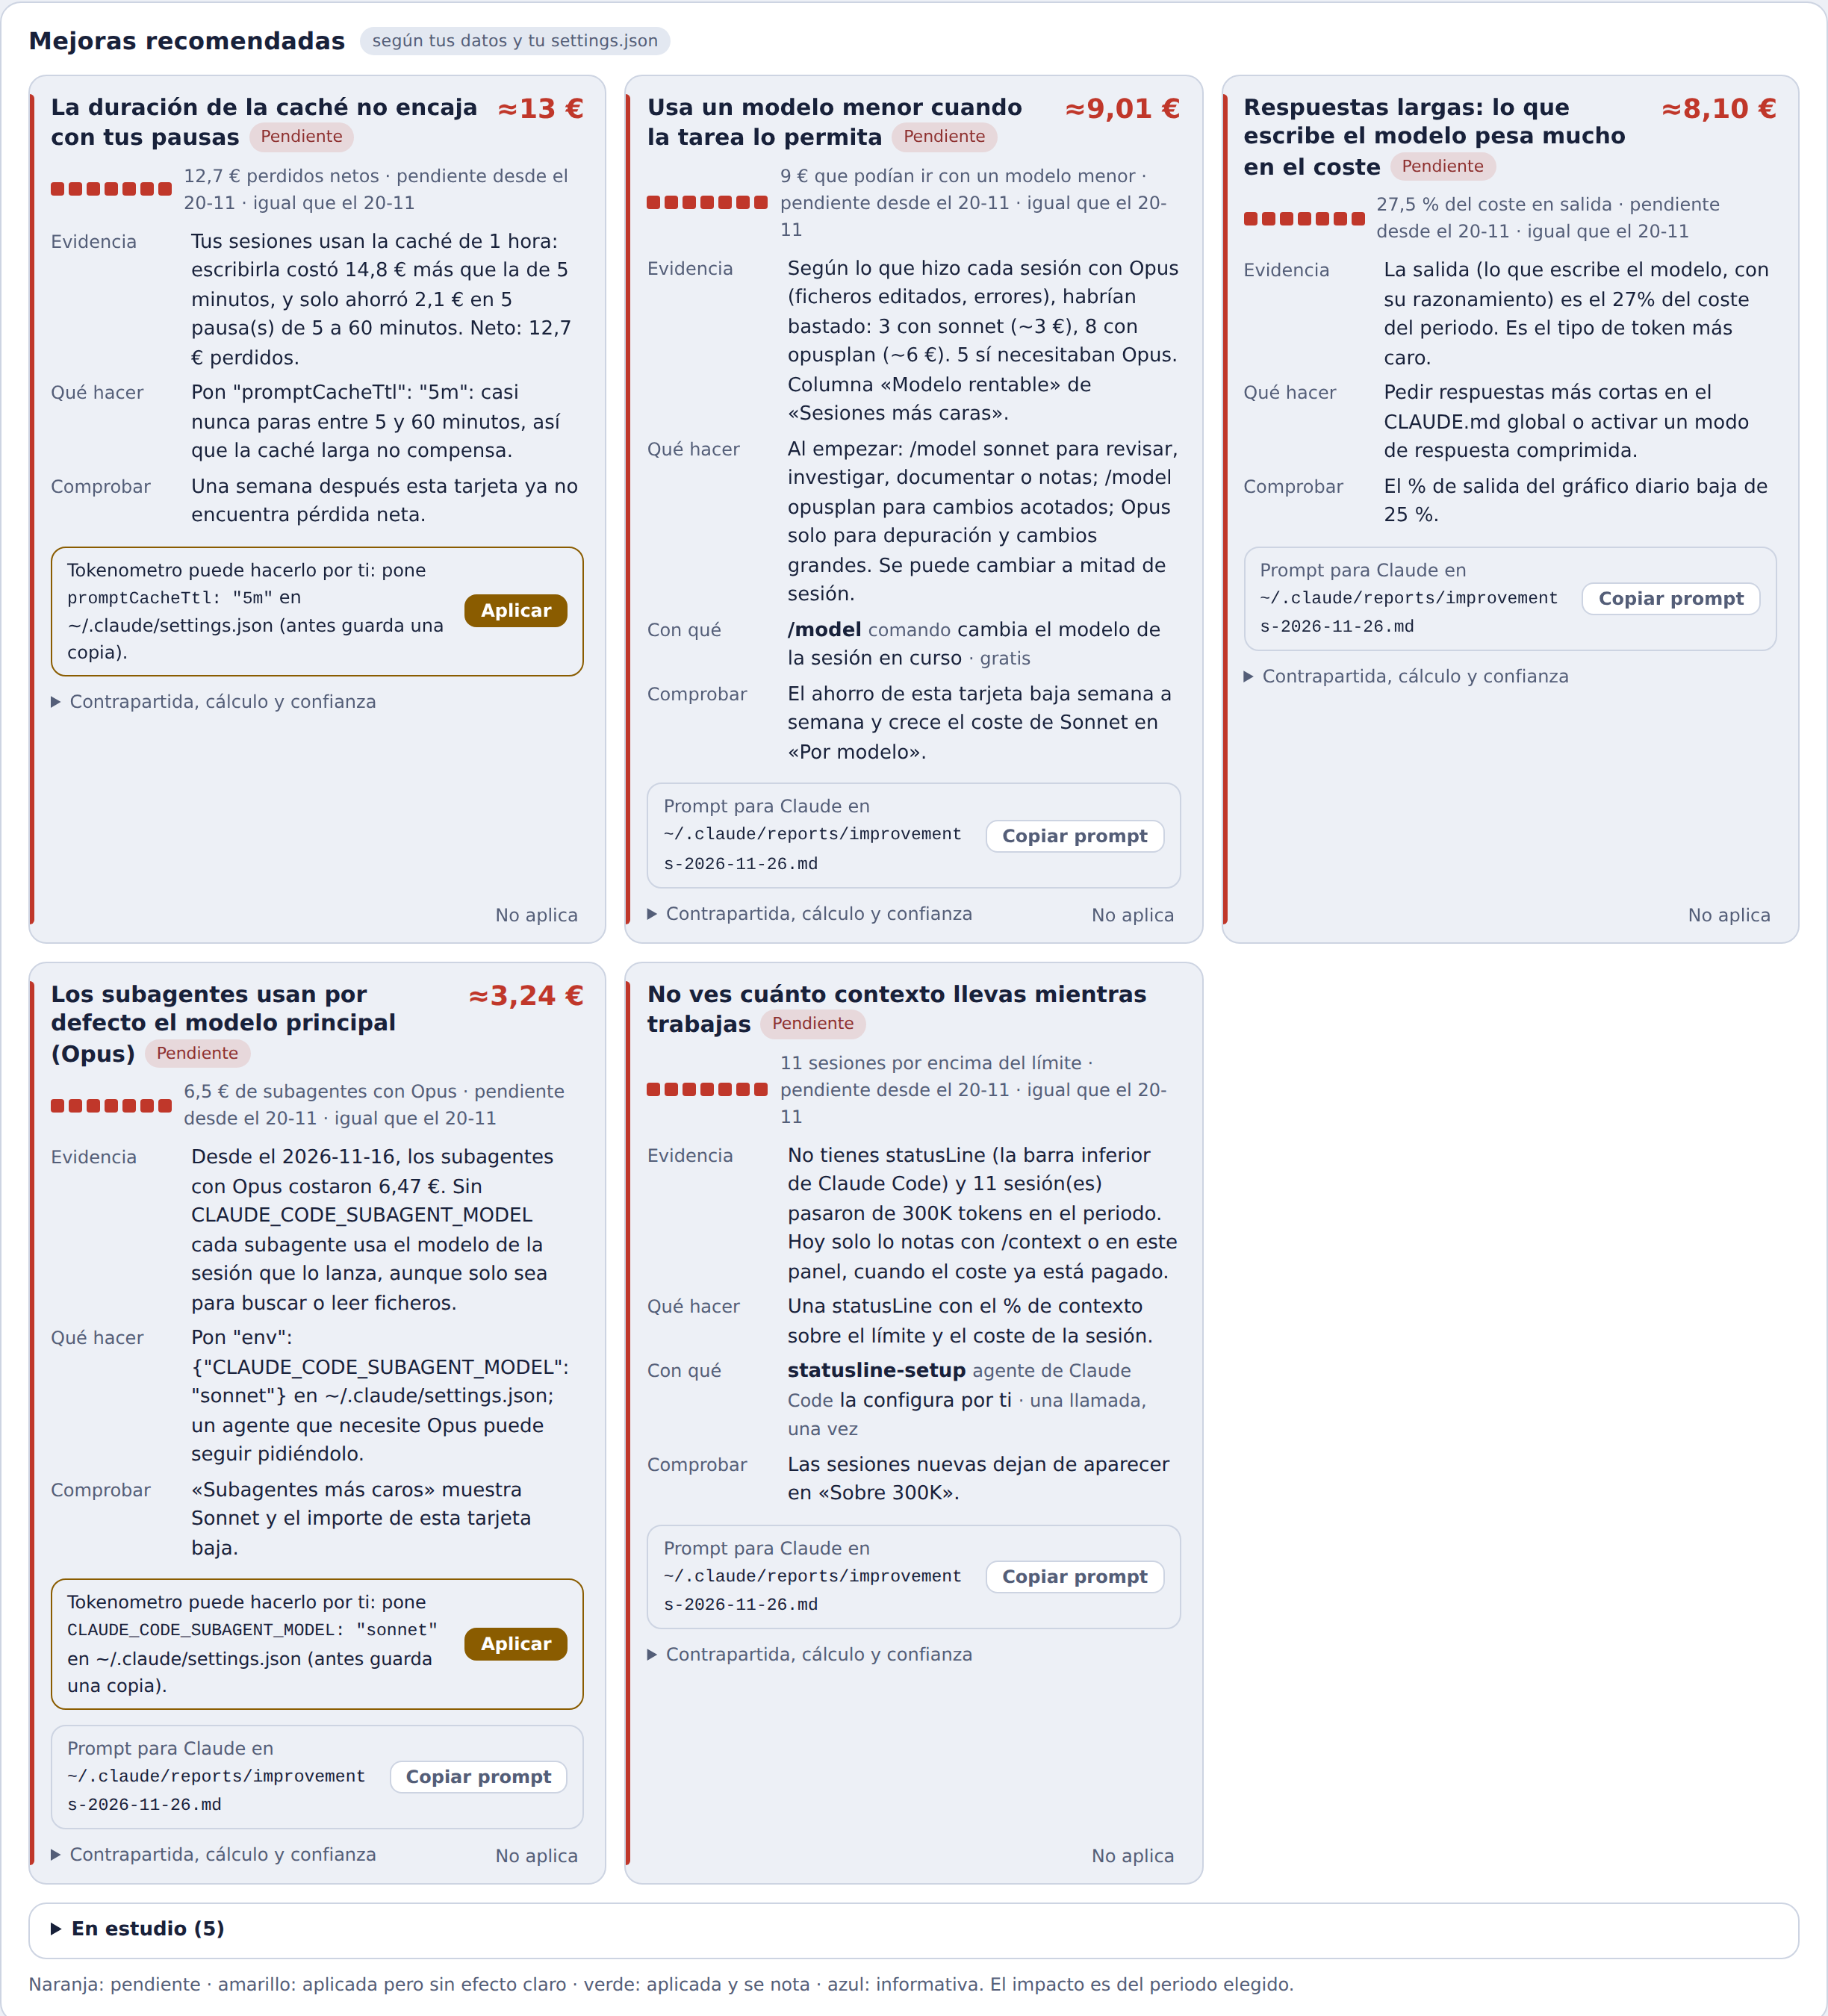 Mejoras recomendadas según tus datos y tu settings.json
La duración de la caché no encaja
con tus pausas Pendiente
≈13 €
12,7 € perdidos netos · pendiente desde el
20-11 · igual que el 20-11
Evidencia
Tus sesiones usan la caché de 1 hora:
escribirla costó 14,8 € más que la de 5
minutos, y solo ahorró 2,1 € en 5
pausa(s) de 5 a 60 minutos. Neto: 12,7
€ perdidos.
Qué hacer
Pon "promptCacheTtl": "5m": casi
nunca paras entre 5 y 60 minutos, así
que la caché larga no compensa.
Comprobar
Una semana después esta tarjeta ya no
encuentra pérdida neta.
Tokenometro puede hacerlo por ti: pone
promptCacheTtl: "5m" en
~/.claude/settings.json (antes guarda una
copia).
Aplicar
▶ Contrapartida, cálculo y confianza
No aplica
Usa un modelo menor cuando
la tarea lo permita Pendiente
≈9,01 €
9 € que podían ir con un modelo menor ·
pendiente desde el 20-11 · igual que el 20-
11
Evidencia
Según lo que hizo cada sesión con Opus
(ficheros editados, errores), habrían
bastado: 3 con sonnet (~3 €), 8 con
opusplan (~6 €). 5 sí necesitaban Opus.
Columna «Modelo rentable» de
«Sesiones más caras».
Qué hacer
Al empezar: /model sonnet para revisar,
investigar, documentar o notas; /model
opusplan para cambios acotados; Opus
solo para depuración y cambios
grandes. Se puede cambiar a mitad de
sesión.
Con qué
/model comando cambia el modelo de
la sesión en curso · gratis
Comprobar
El ahorro de esta tarjeta baja semana a
semana y crece el coste de Sonnet en
«Por modelo».
Prompt para Claude en
~/.claude/reports/improvement
s-2026-11-26.md
Copiar prompt
▶ Contrapartida, cálculo y confianza
No aplica
Respuestas largas: lo que
escribe el modelo pesa mucho
en el coste Pendiente
≈8,10 €
27,5 % del coste en salida · pendiente
desde el 20-11 · igual que el 20-11
Evidencia
La salida (lo que escribe el modelo, con
su razonamiento) es el 27% del coste
del periodo. Es el tipo de token más
caro.
Qué hacer
Pedir respuestas más cortas en el
CLAUDE.md global o activar un modo
de respuesta comprimida.
Comprobar
El % de salida del gráfico diario baja de
25 %.
Prompt para Claude en
~/.claude/reports/improvement
s-2026-11-26.md
Copiar prompt
▶ Contrapartida, cálculo y confianza
No aplica
Los subagentes usan por
defecto el modelo principal
(Opus) Pendiente
≈3,24 €
6,5 € de subagentes con Opus · pendiente
desde el 20-11 · igual que el 20-11
Evidencia
Desde el 2026-11-16, los subagentes
con Opus costaron 6,47 €. Sin
CLAUDE_CODE_SUBAGENT_MODEL
cada subagente usa el modelo de la
sesión que lo lanza, aunque solo sea
para buscar o leer ficheros.
Qué hacer
Pon "env":
{"CLAUDE_CODE_SUBAGENT_MODEL":
"sonnet"} en ~/.claude/settings.json;
un agente que necesite Opus puede
seguir pidiéndolo.
Comprobar
«Subagentes más caros» muestra
Sonnet y el importe de esta tarjeta
baja.
Tokenometro puede hacerlo por ti: pone
CLAUDE_CODE_SUBAGENT_MODEL: "sonnet"
en ~/.claude/settings.json (antes guarda
una copia).
Aplicar
Prompt para Claude en
~/.claude/reports/improvement
s-2026-11-26.md
Copiar prompt
▶ Contrapartida, cálculo y confianza
No aplica
No ves cuánto contexto llevas mientras
trabajas Pendiente
11 sesiones por encima del límite ·
pendiente desde el 20-11 · igual que el 20-
11
Evidencia
No tienes statusLine (la barra inferior
de Claude Code) y 11 sesión(es)
pasaron de 300K tokens en el periodo.
Hoy solo lo notas con /context o en este
panel, cuando el coste ya está pagado.
Qué hacer
Una statusLine con el % de contexto
sobre el límite y el coste de la sesión.
Con qué
statusline-setup agente de Claude
Code la configura por ti · una llamada,
una vez
Comprobar
Las sesiones nuevas dejan de aparecer
en «Sobre 300K».
Prompt para Claude en
~/.claude/reports/improvement
s-2026-11-26.md
Copiar prompt
▶ Contrapartida, cálculo y confianza
No aplica
▶ En estudio (5)
Naranja: pendiente · amarillo: aplicada pero sin efecto claro · verde: aplicada y se nota · azul: informativa. El impacto es del periodo elegido.